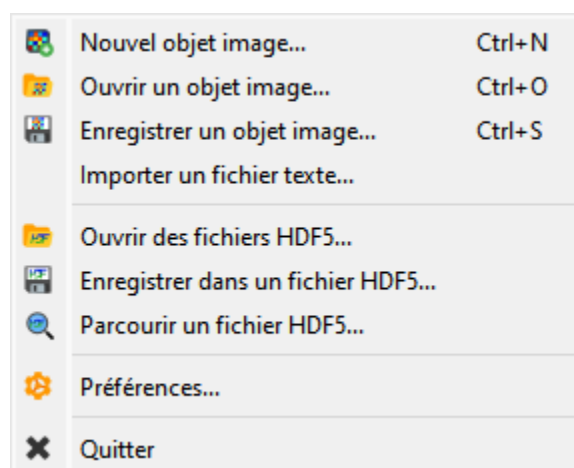 Nouvel objet image... Ctrl+N
Ouvrir un objet image... Ctrl+O
Enregistrer un objet image... Ctrl+S
Importer un fichier texte...
Ouvrir des fichiers HDF5...
Enregistrer dans un fichier HDF5...
Parcourir un fichier HDF5...
Préférences...
Quitter